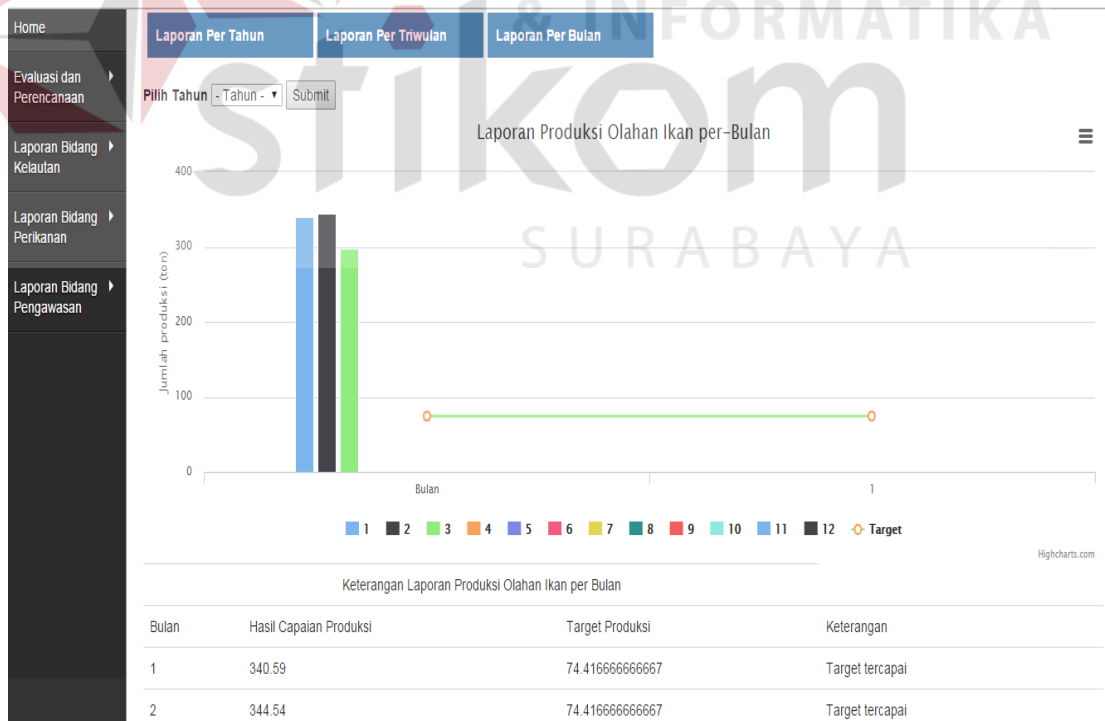 & INFORMATIKA
stikom
SURABAYA
Home
Evaluasi dan
Perencanaan
Laporan Bidang
Kelautan
Laporan Bidang
Perikanan
Laporan Bidang
Pengawasan
Laporan Per Tahun Laporan Per Triwulan Laporan Per Bulan
Pilih Tahun - Tahun - Submit
Laporan Produksi Olahan Ikan per-Bulan
Jumlah produksi (ton)
400
300
200
100
0
Bulan 1
1 2 3 4 5 6 7 8 9 10 11 12 Target
Highcharts.com
Keterangan Laporan Produksi Olahan Ikan per Bulan
Bulan Hasil Capaian Produksi Target Produksi Keterangan
1 340.59 74.416666666667 Target tercapai
2 344.54 74.416666666667 Target tercapai